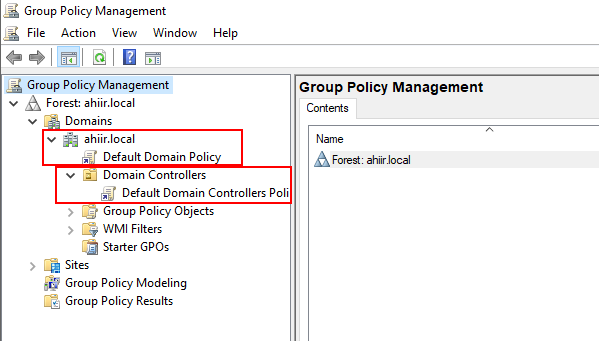 Group Policy Management
File Action View Window Help
Group Policy Management
Forest: ahiir.local
Domains
ahiir.local
Default Domain Policy
Domain Controllers
Default Domain Controllers Poli
Group Policy Objects
WMI Filters
Starter GPOs
Sites
Group Policy Modeling
Group Policy Results
Group Policy Management
Contents
Name
Forest: ahiir.local